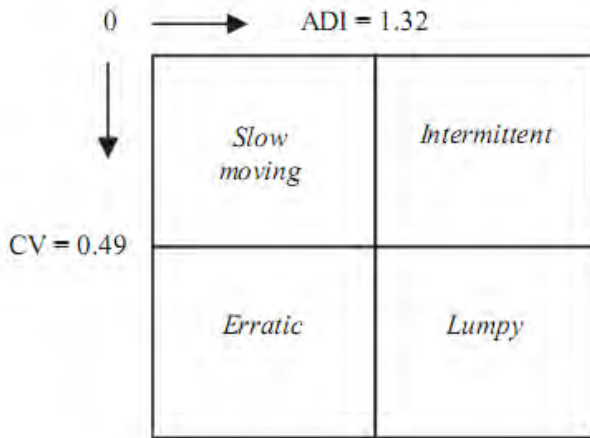 0 ADI = 1.32
Slow
moving
Intermittent
CV = 0.49
Erratic
Lumpy